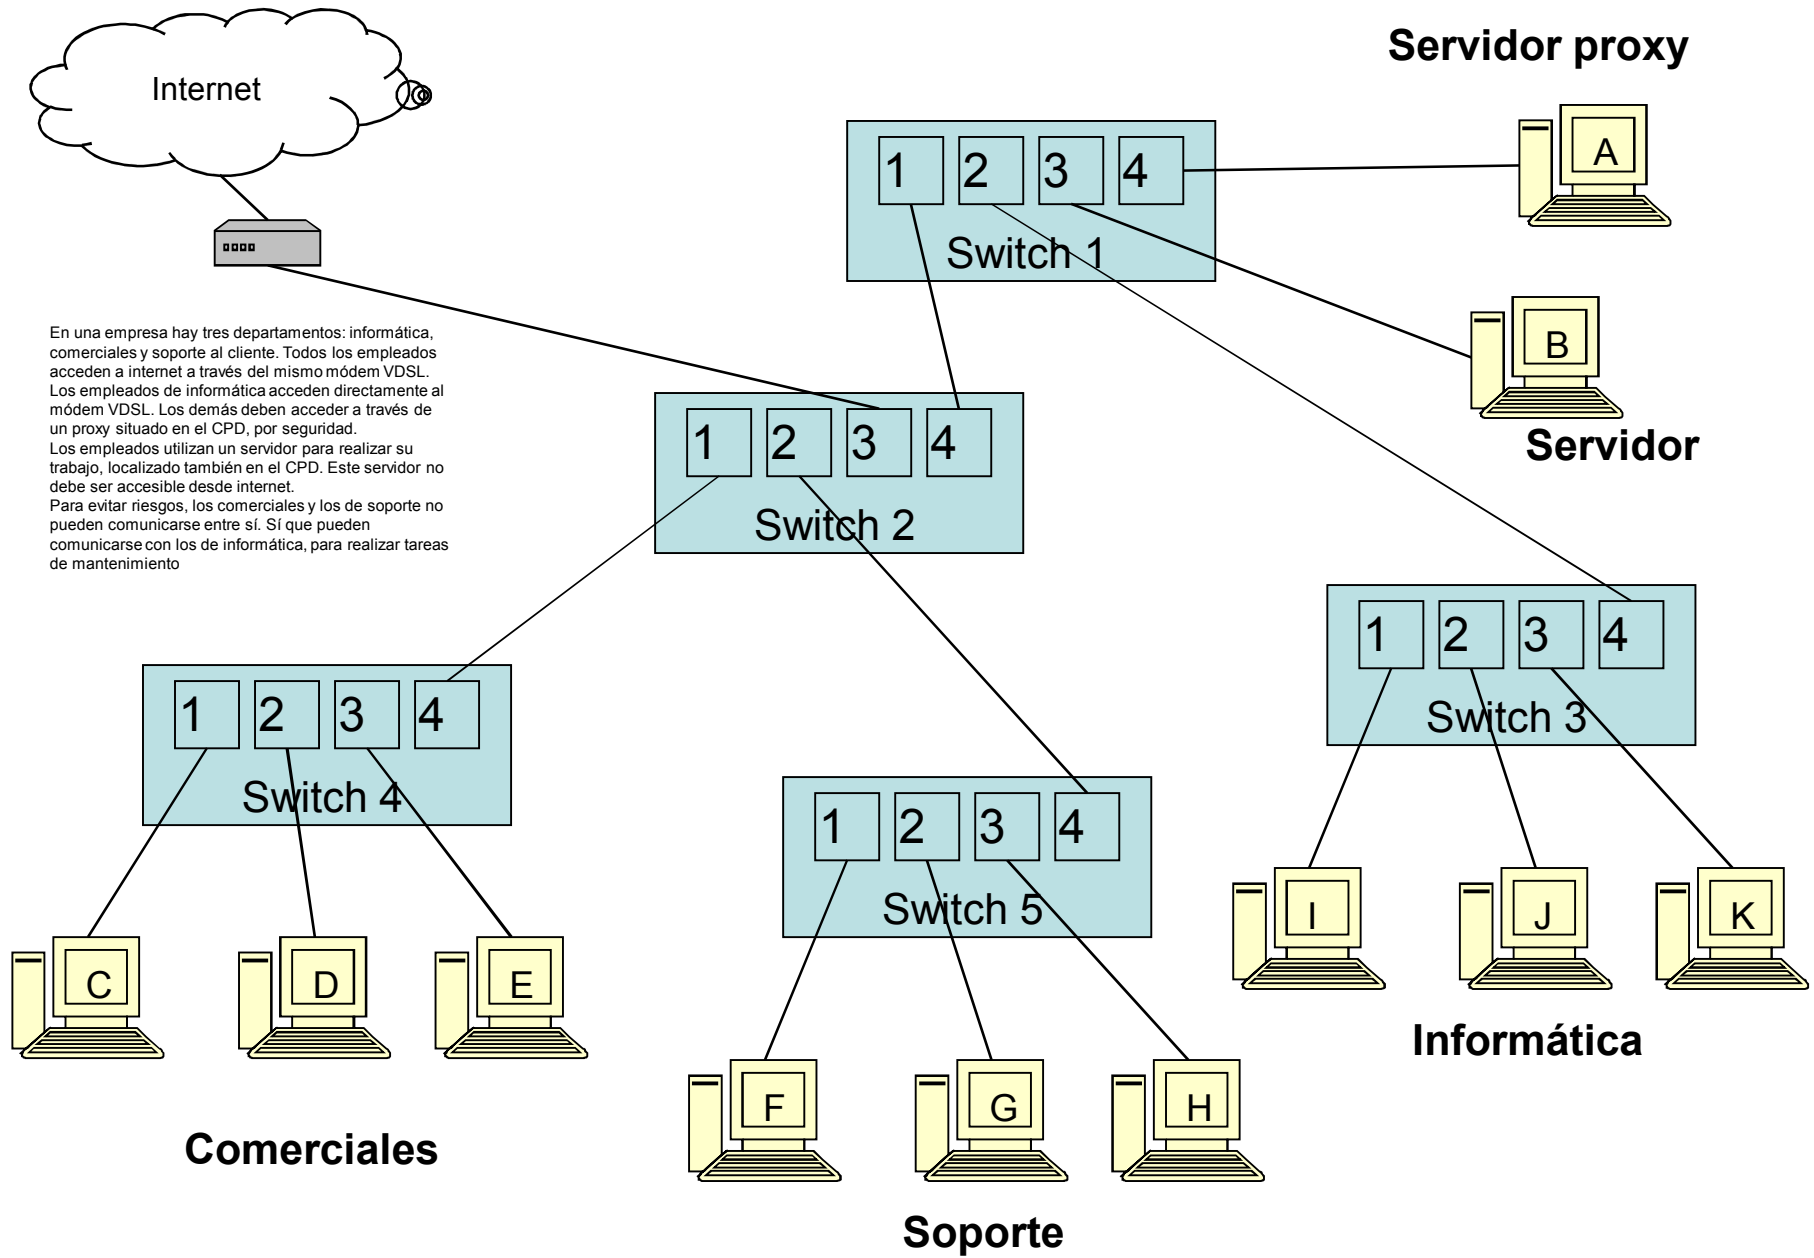 Servidor proxy
Internet
1 2 3 4
Switch 1
A
B
Servidor
En una empresa hay tres departamentos: informática,
comerciales y soporte al cliente. Todos los empleados
acceden a internet a través del mismo módem VDSL.
Los empleados de informática acceden directamente al
módem VDSL. Los demás deben acceder a través de
un proxy situado en el CPD, por seguridad.
Los empleados utilizan un servidor para realizar su
trabajo, localizado también en el CPD. Este servidor no
debe ser accesible desde internet.
Para evitar riesgos, los comerciales y los de soporte no
pueden comunicarse entre sí. Sí que pueden
comunicarse con los de informática, para realizar tareas
de mantenimiento
1 2 3 4
Switch 2
1 2 3 4
Switch 3
1 2 3 4
Switch 4
1 2 3 4
Switch 5
I J K
Informática
C D E
Comerciales
F G H
Soporte